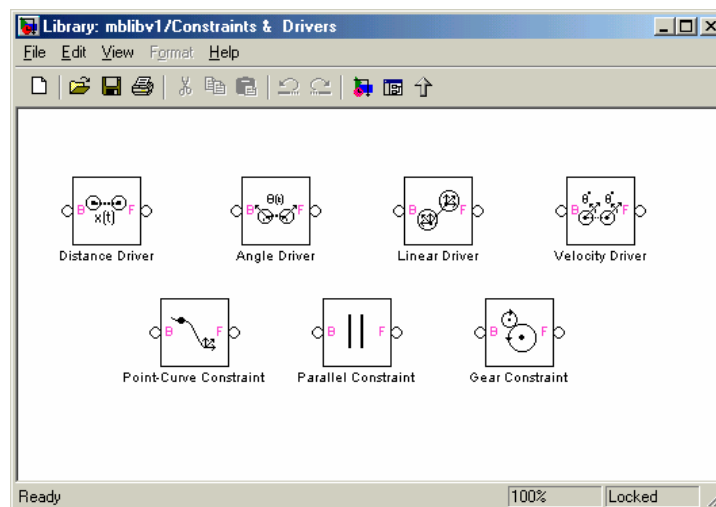 Library: mblibv1/Constraints & Drivers
File Edit View Format Help
B F x(t)
Distance Driver
θ(t) B F
Angle Driver
B F
Linear Driver
θ̇ θ̇ B F
Velocity Driver
B F
Point-Curve Constraint
B F
Parallel Constraint
B F
Gear Constraint
Ready 100% Locked